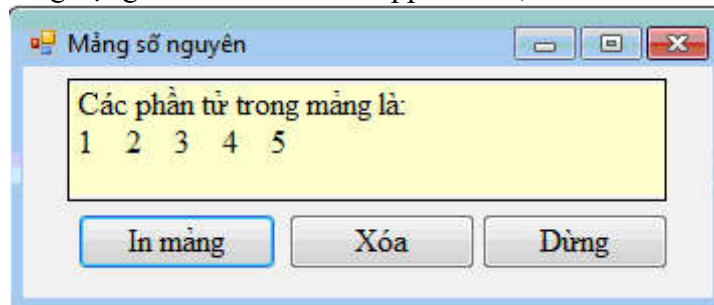 Mảng số nguyên
Các phần tử trong mảng là:
1 2 3 4 5
In mảng Xóa Dừng